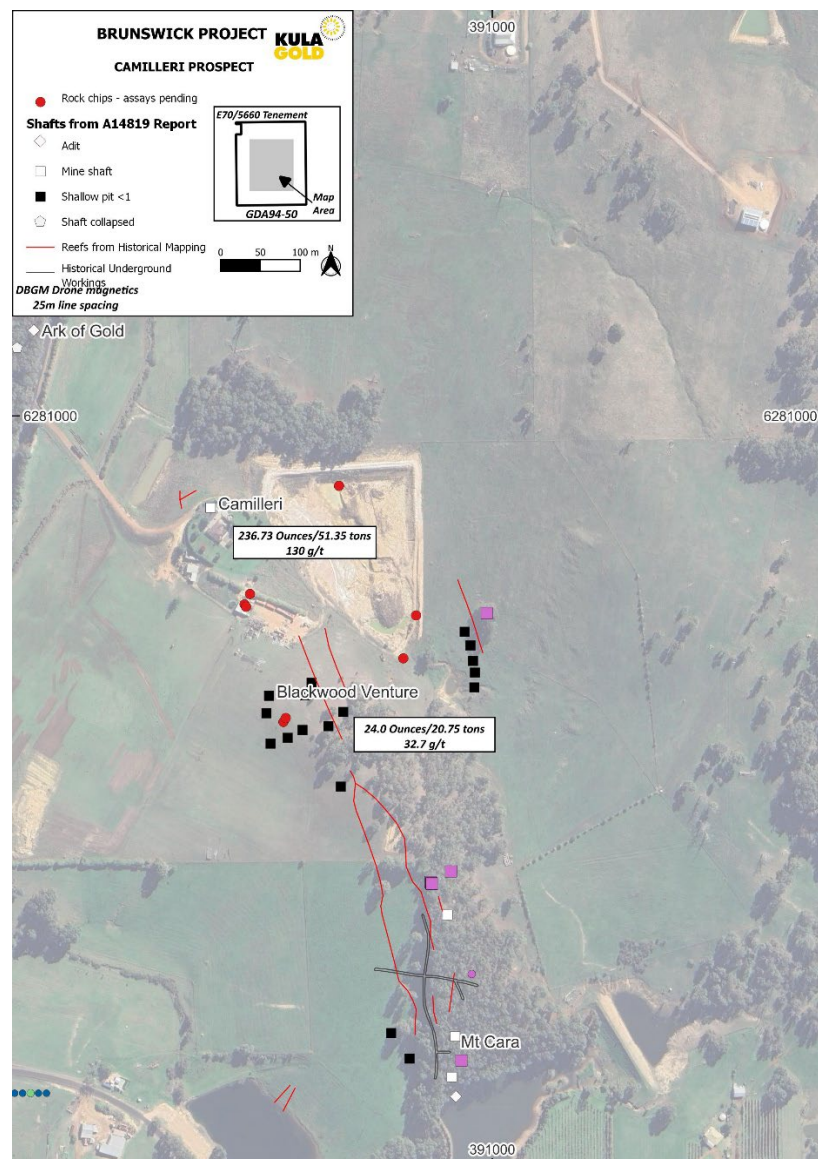 BRUNSWICK PROJECT
KULA
GOLD
CAMILLERI PROSPECT
Rock chips - assays pending
Shafts from A14819 Report
Adit
Mine shaft
Shallow pit <1
Shaft collapsed
Reefs from Historical Mapping
Historical Underground
Workings
DBGM Drone magnetics
25m line spacing
E70/5660 Tenement
Map
Area
GDA94-50
0 50 100 m
N
391000
Ark of Gold
6281000
6281000
Camilleri
236.73 Ounces/51.35 tons
130 g/t
Blackwood Venture
24.0 Ounces/20.75 tons
32.7 g/t
Mt Cara
391000